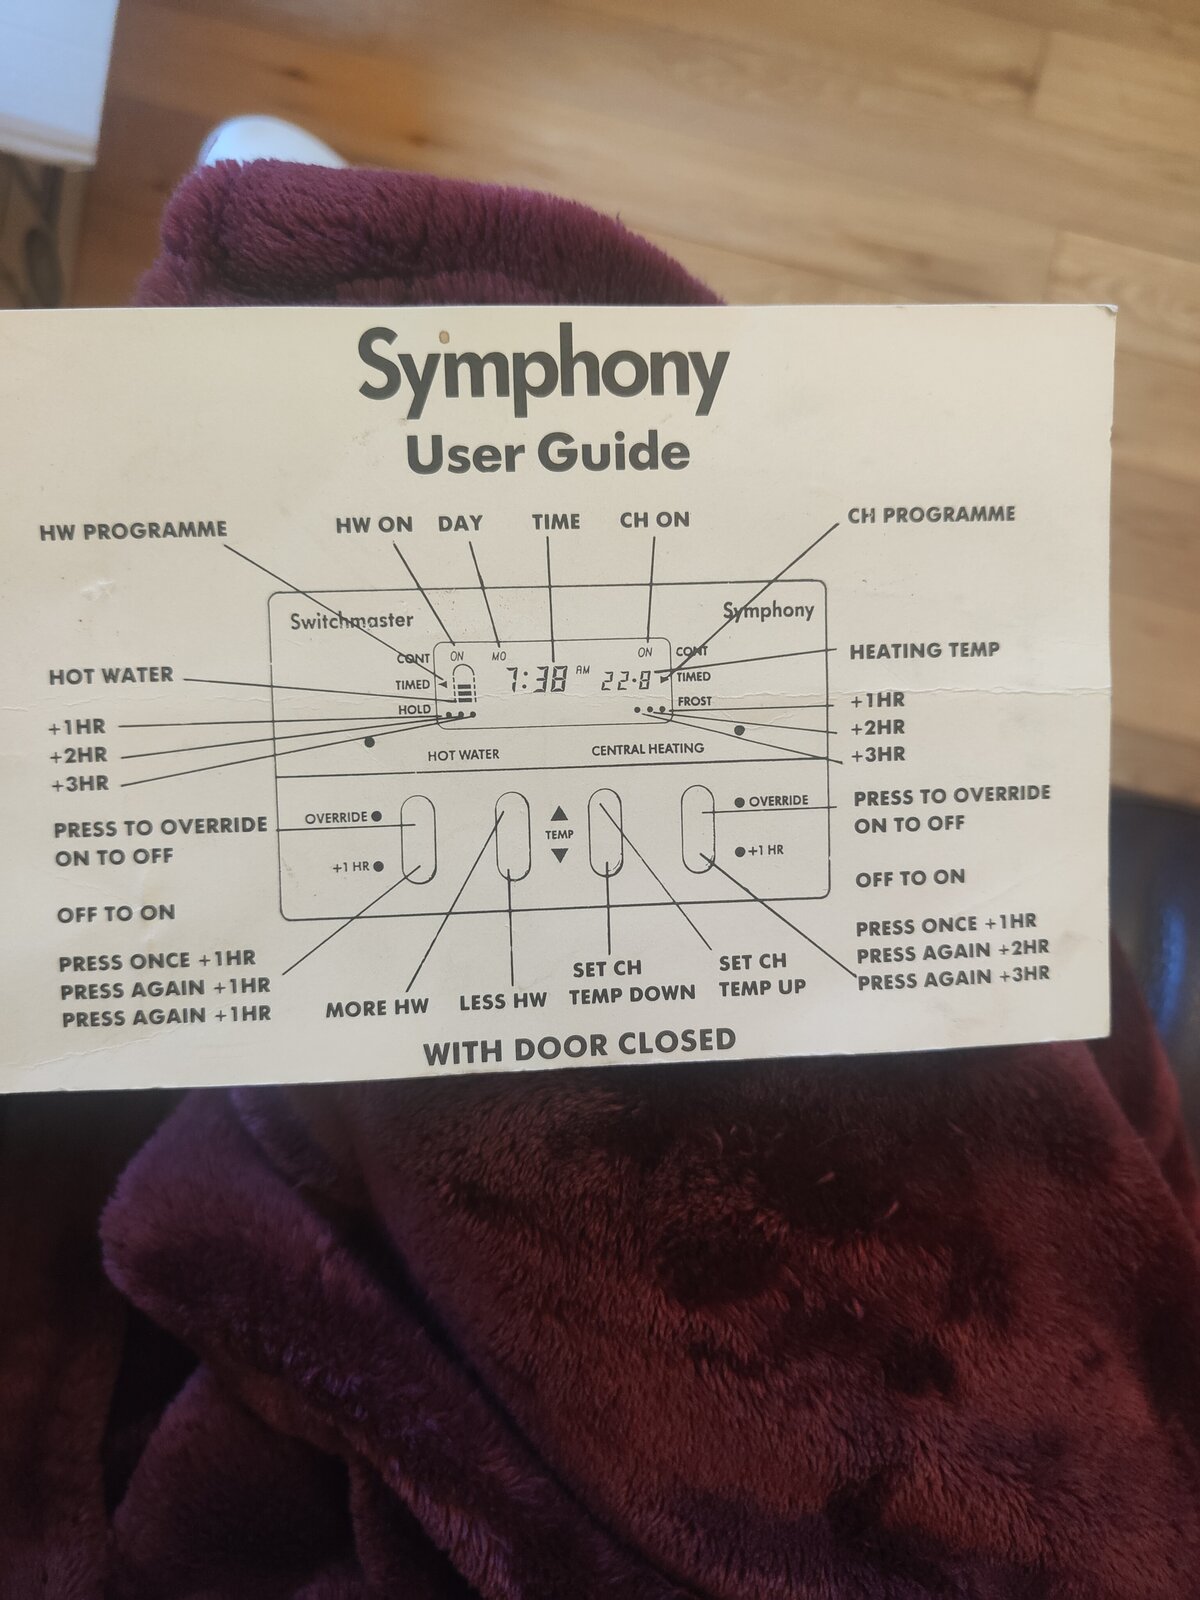 Symphony
User Guide
HW PROGRAMME
HW ON
DAY
TIME
CH ON
CH PROGRAMME
Switchmaster
Symphony
CONT
ON
MO
7:38 AM
ON
22·8
CONT
HEATING TEMP
HOT WATER
TIMED
TIMED
HOLD
FROST
+1HR
+2HR
+3HR
+1HR
+2HR
+3HR
HOT WATER
CENTRAL HEATING
PRESS TO OVERRIDE
ON TO OFF
OFF TO ON
OVERRIDE
+1 HR
TEMP
OVERRIDE
+1 HR
PRESS TO OVERRIDE
ON TO OFF
OFF TO ON
PRESS ONCE +1HR
PRESS AGAIN +1HR
PRESS AGAIN +1HR
MORE HW
LESS HW
SET CH
TEMP DOWN
SET CH
TEMP UP
PRESS ONCE +1HR
PRESS AGAIN +2HR
PRESS AGAIN +3HR
WITH DOOR CLOSED